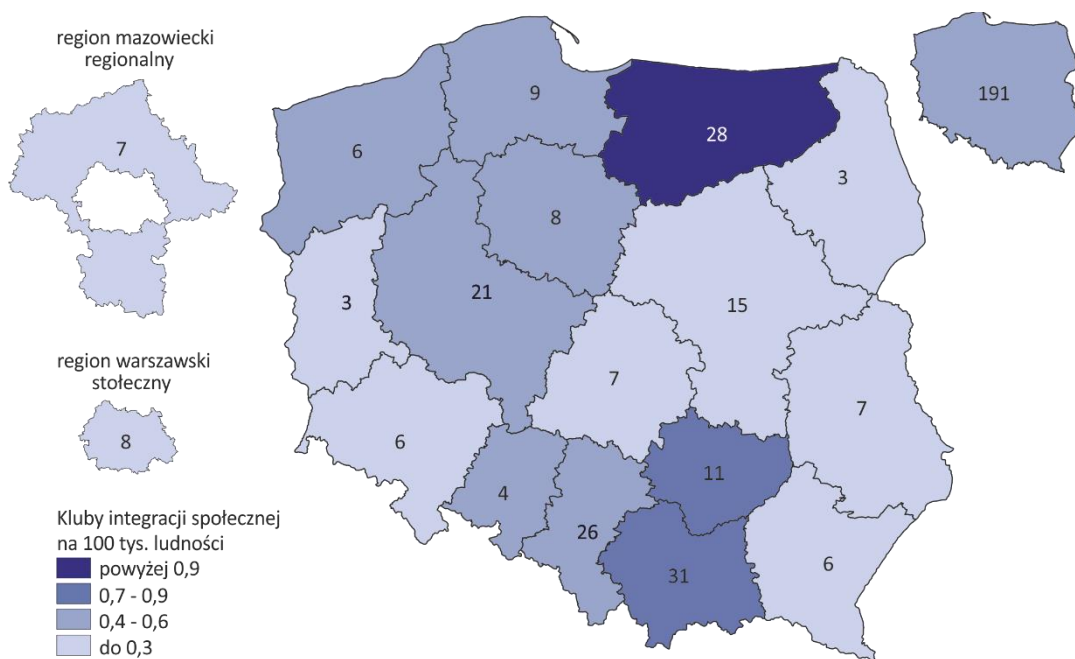 region mazowiecki
regionalny
7
region warszawski
stołeczny
8
Kluby integracji społecznej
na 100 tys. ludności
powyżej 0,9
0,7 - 0,9
0,4 - 0,6
do 0,3
9
28
191
6
3
8
21
3
15
7
7
6
11
4
26
31
6